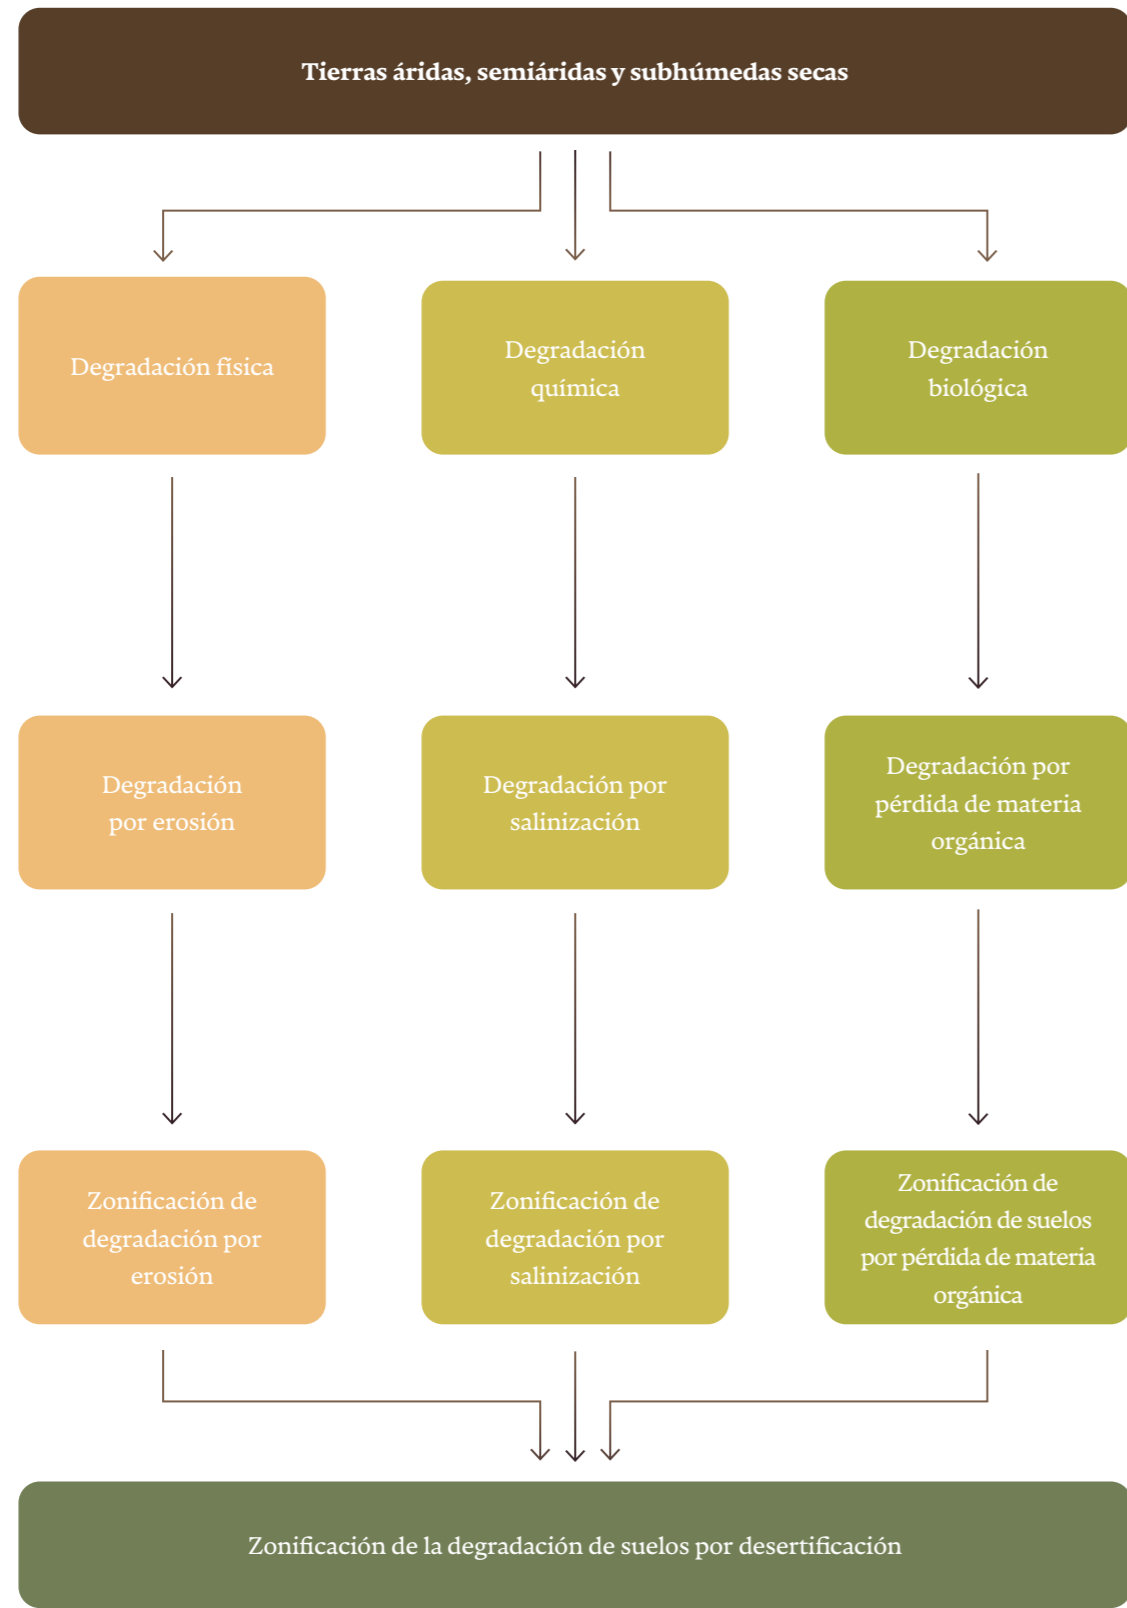 Tierras áridas, semiáridas y subhúmedas secas
Degradación física
Degradación
química
Degradación
biológica
Degradación
por erosión
Degradación por
salinización
Degradación por
pérdida de materia
orgánica
Zonificación de
degradación por
erosión
Zonificación de
degradación por
salinización
Zonificación de
degradación de suelos
por pérdida de materia
orgánica
Zonificación de la degradación de suelos por desertificación